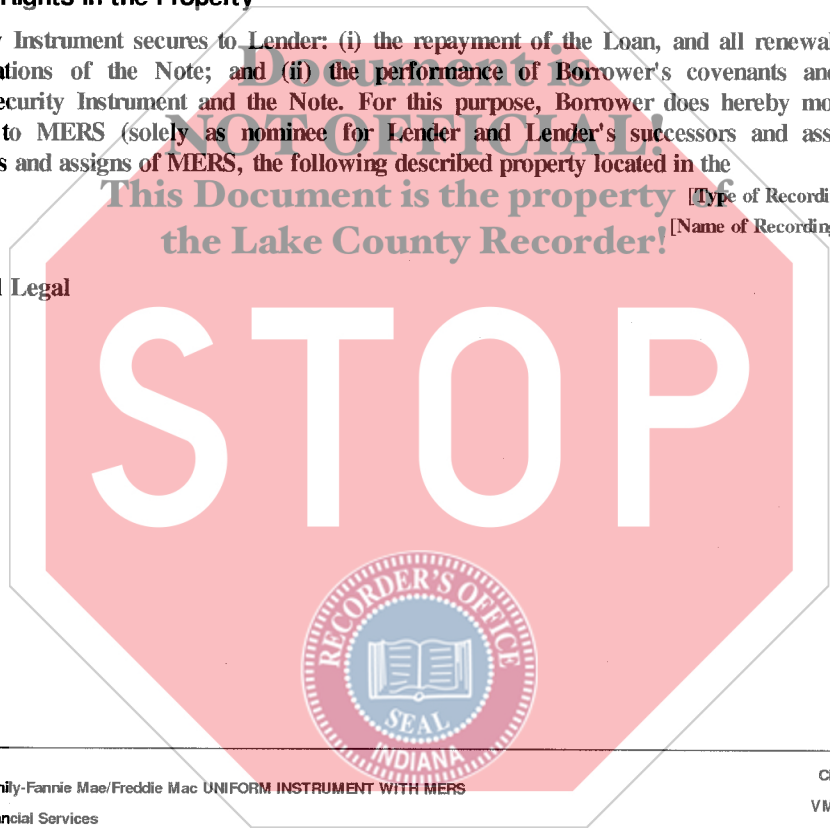 Rights in the Property
Instrument secures to Lender: (i) the repayment of the Loan, and all renewal
ations of the Note; and (ii) the performance of Borrower's covenants and
ecurity Instrument and the Note. For this purpose, Borrower does hereby mo
to MERS (solely as nominee for Lender and Lender's successors and ass
s and assigns of MERS, the following described property located in the
[Type of Recordi
[Name of Recording
Legal
Document is
NOT OFFICIAL!
This Document is the property of
the Lake County Recorder!
STOP
RECORDER'S OFFICE
SEAL
INDIANA
mily-Fannie Mae/Freddie Mac UNIFORM INSTRUMENT WITH MERS
ancial Services
VM